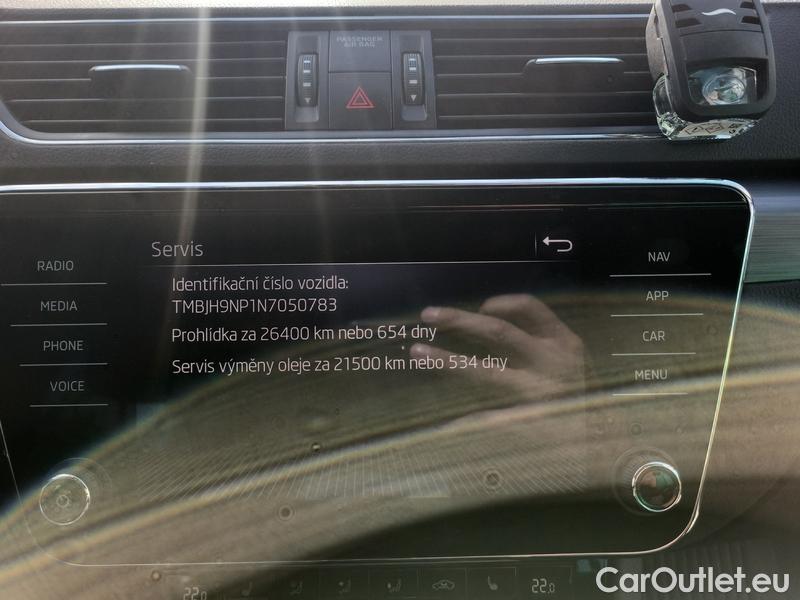 PASSENGER
AIR BAG
Servis
RADIO
MEDIA
PHONE
VOICE
Identifikační číslo vozidla:
TMBJH9NP1N7050783
Prohlídka za 26400 km nebo 654 dny
Servis výměny oleje za 21500 km nebo 534 dny
NAV
APP
CAR
MENU
22.0
22.0
CarOutlet.eu